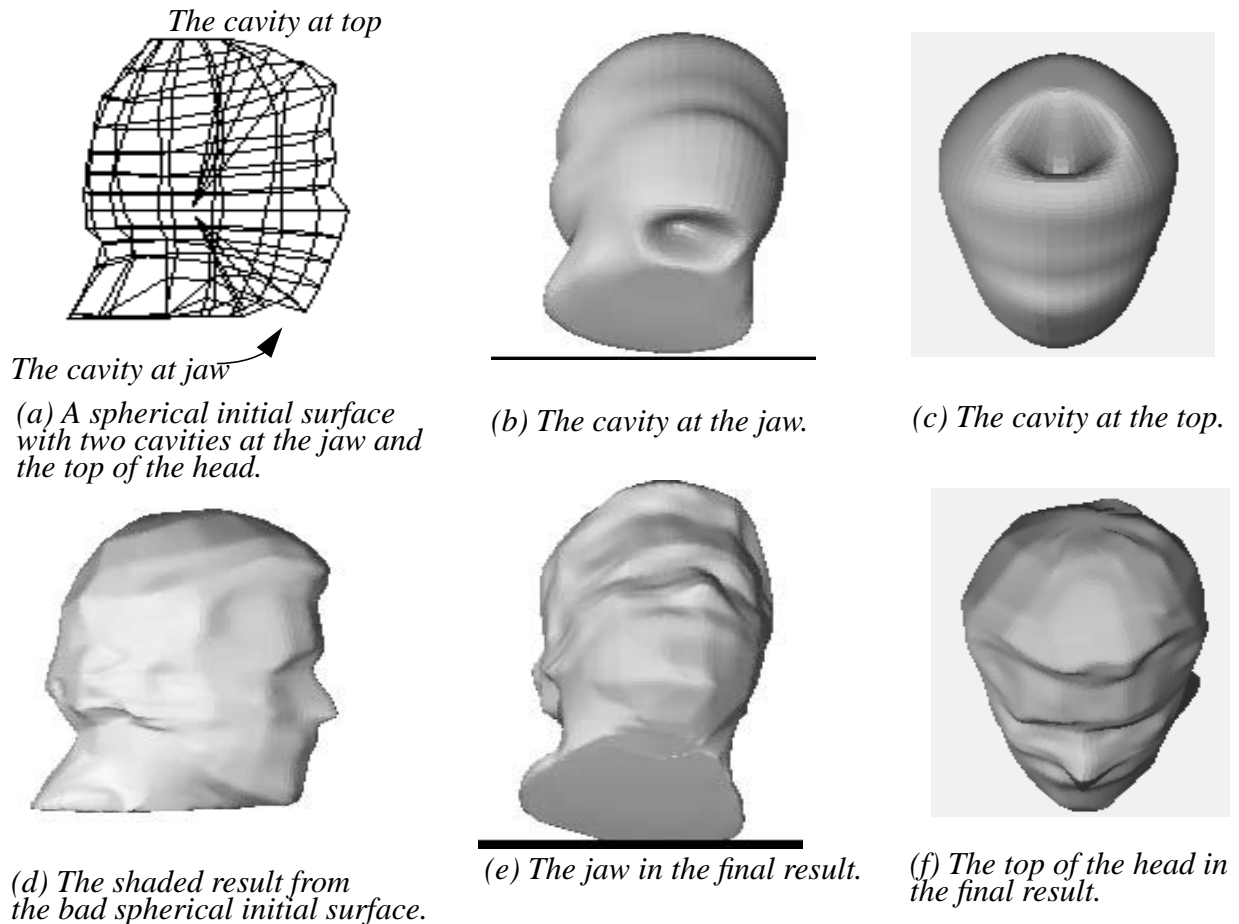 The cavity at top
The cavity at jaw
(a) A spherical initial surface
with two cavities at the jaw and
the top of the head.
(b) The cavity at the jaw.
(c) The cavity at the top.
(d) The shaded result from
the bad spherical initial surface.
(e) The jaw in the final result.
(f) The top of the head in
the final result.